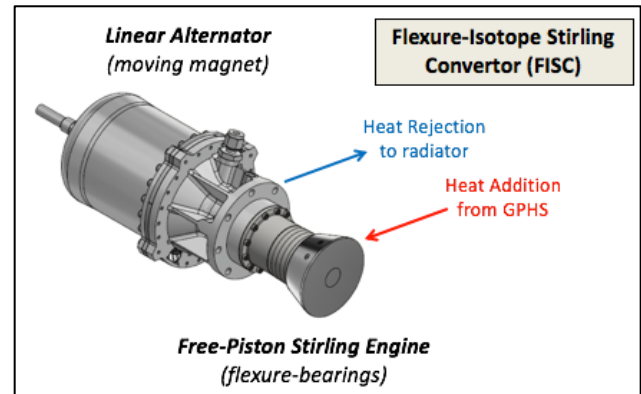 Linear Alternator
(moving magnet)
Flexure-Isotope Stirling
Convertor (FISC)
Heat Rejection
to radiator
Heat Addition
from GPHS
Free-Piston Stirling Engine
(flexure-bearings)